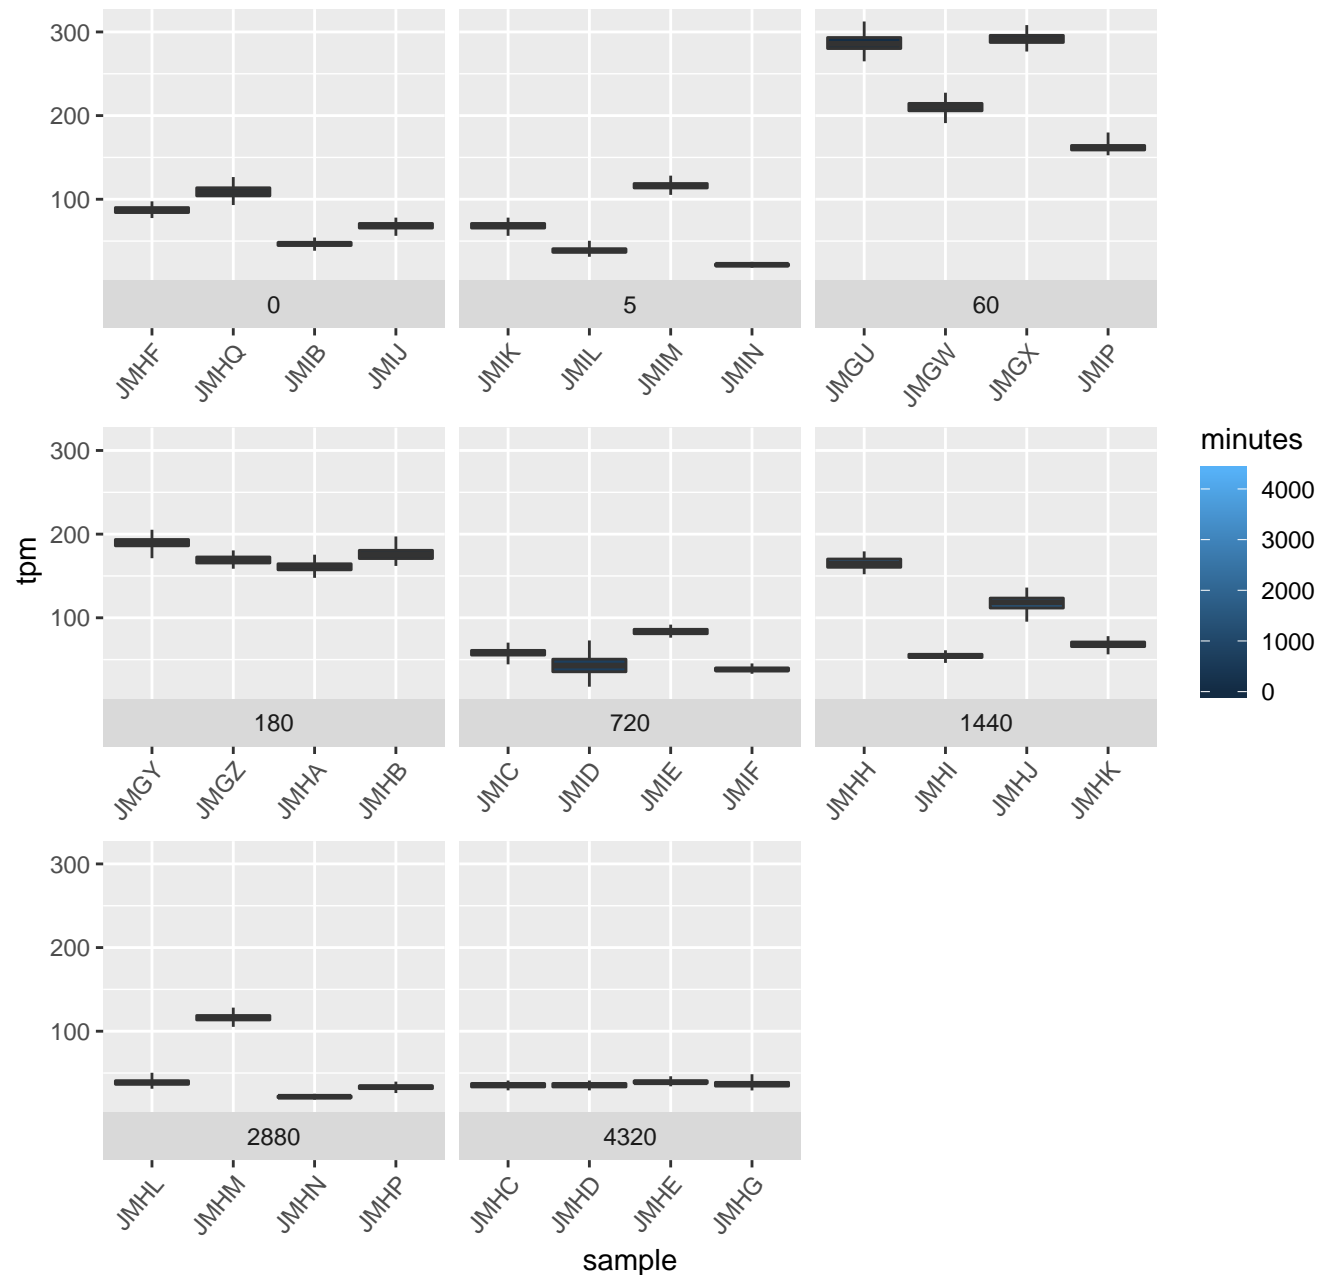 300
200
100
0
5
60
JMHF
JMHQ
JMIB
JMIJ
JMIK
JMIL
JMIM
JMIN
JMGU
JMGW
JMGX
JMIP
tpm
300
200
100
180
720
1440
JMGY
JMGZ
JMHA
JMHB
JMIC
JMID
JMIE
JMIF
JMHH
JMHI
JMHJ
JMHK
minutes
4000
3000
2000
1000
0
300
200
100
2880
4320
JMHL
JMHM
JMHN
JMHP
JMHC
JMHD
JMHE
JMHG
sample